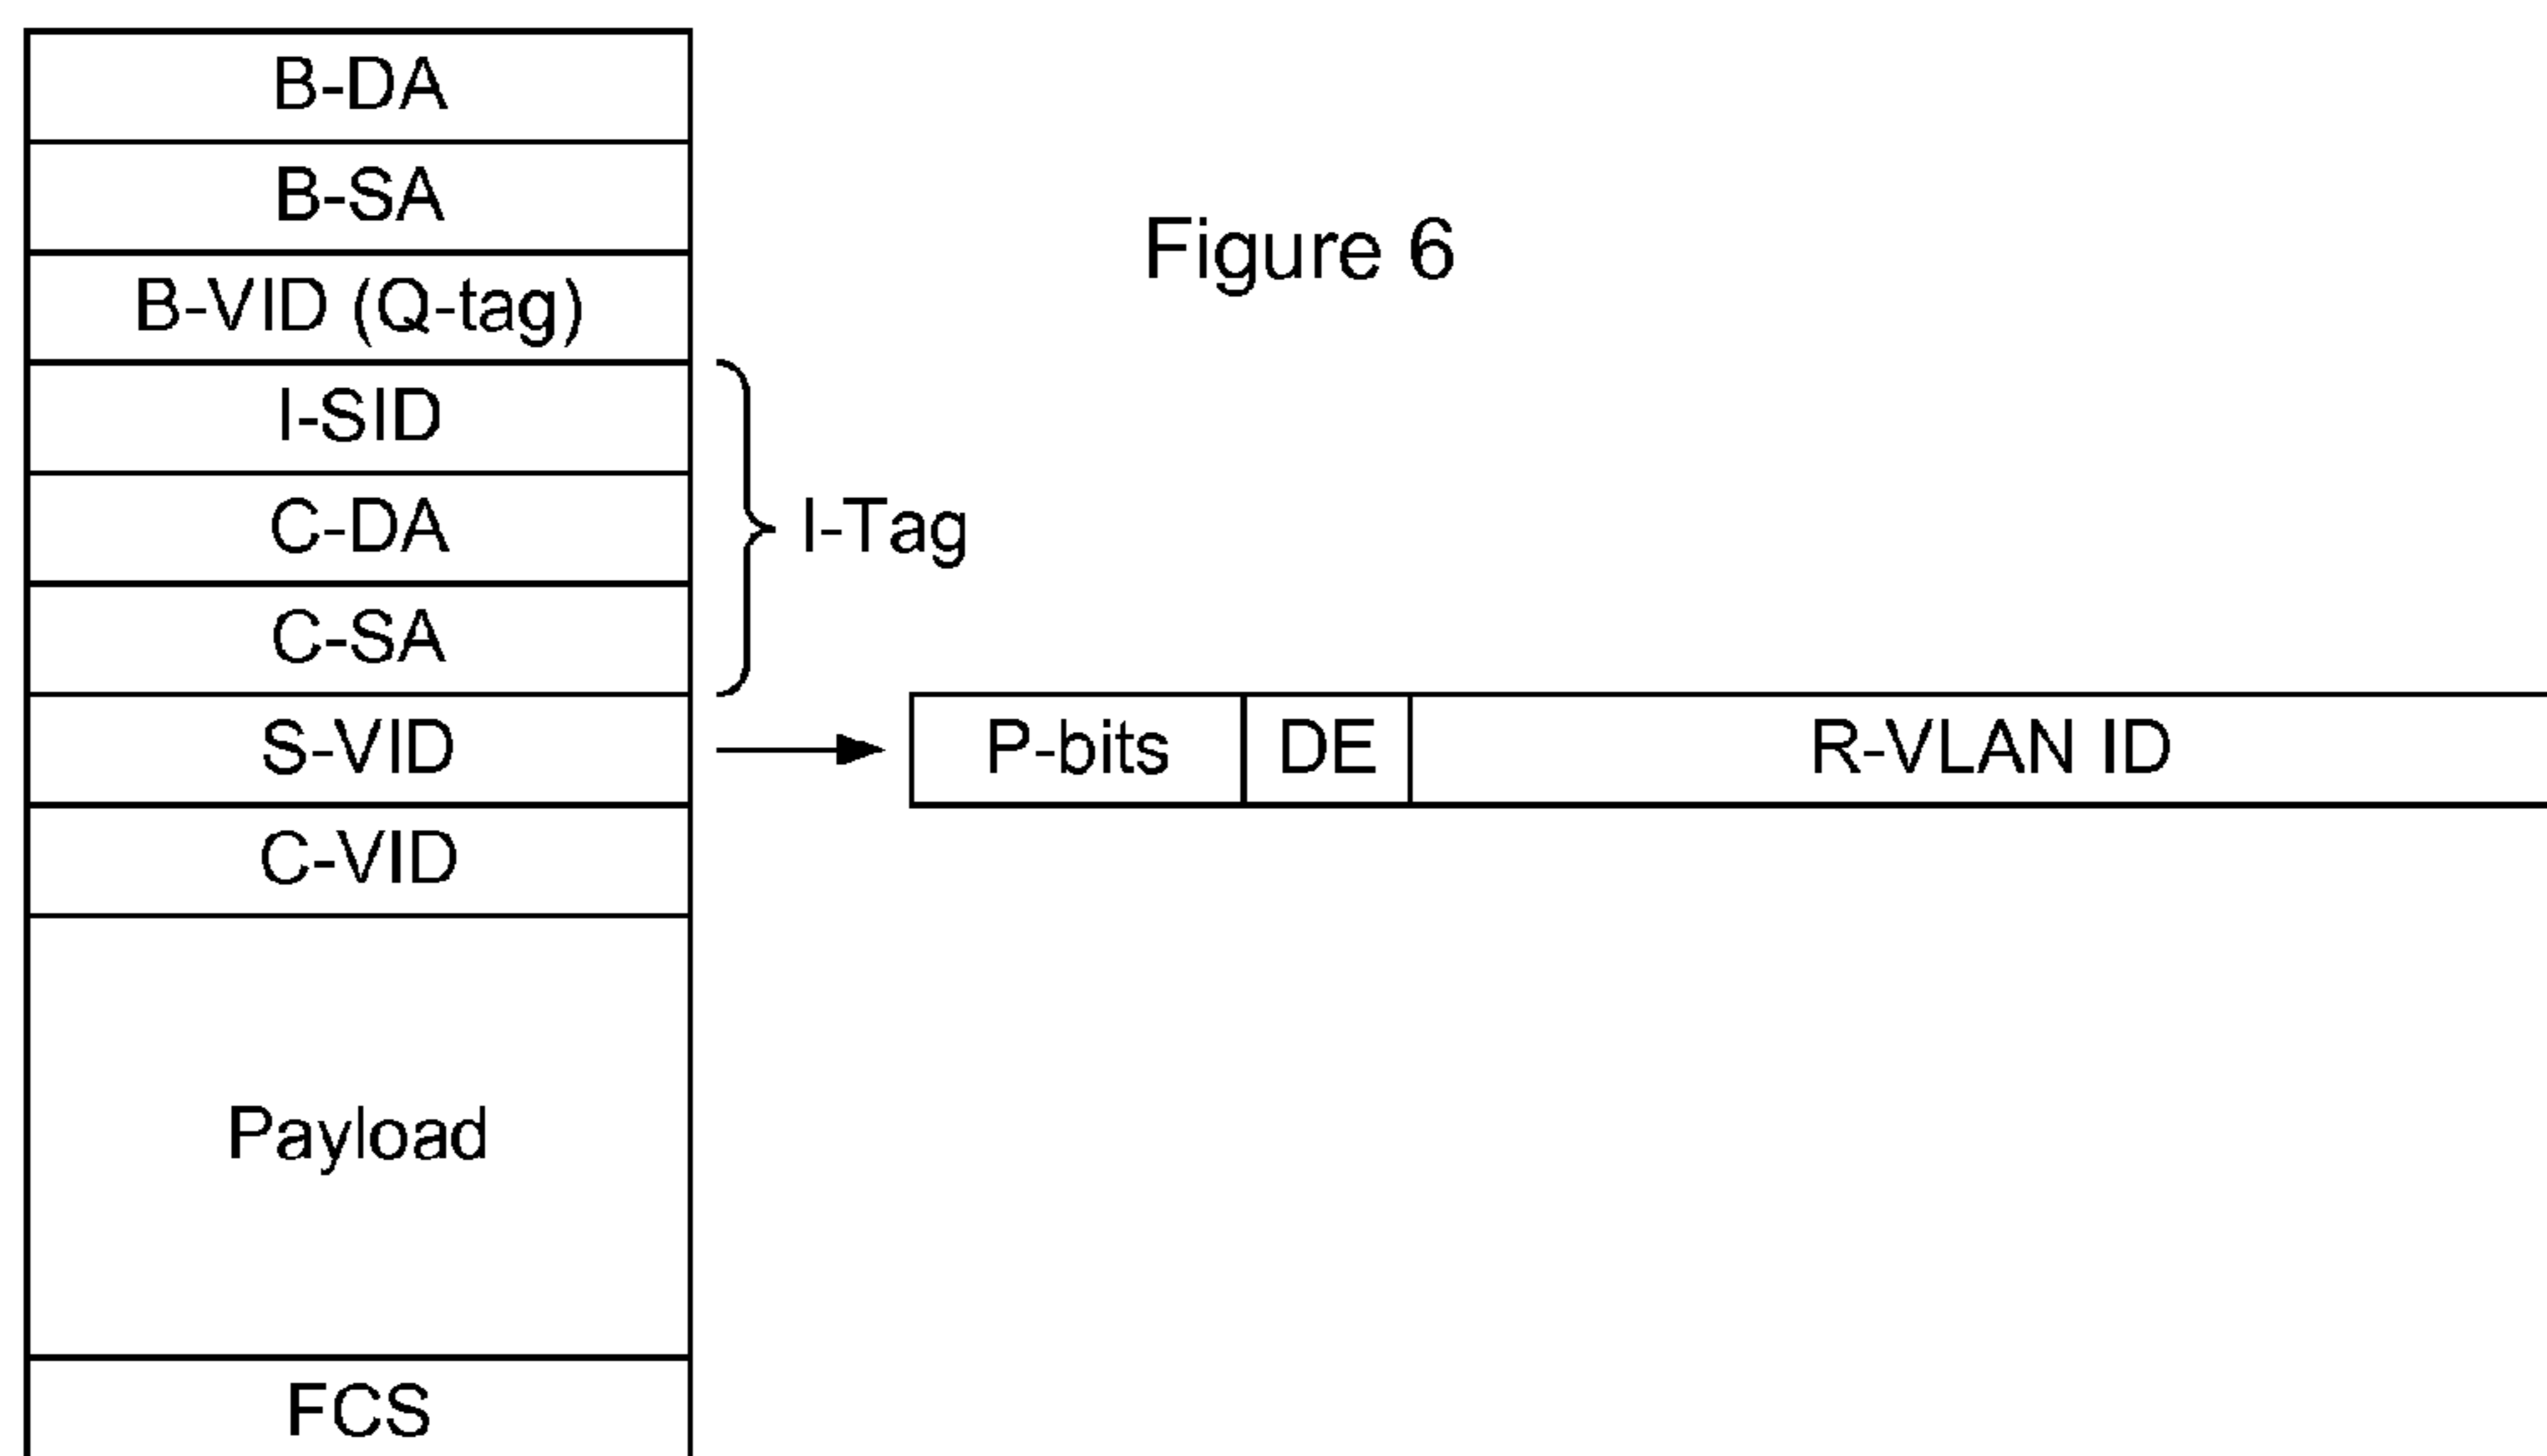 B-DA
B-SA
Figure 6
B-VID (Q-tag)
I-SID
C-DA
I-Tag
C-SA
S-VID
P-bits
DE
R-VLAN ID
C-VID
Payload
FCS